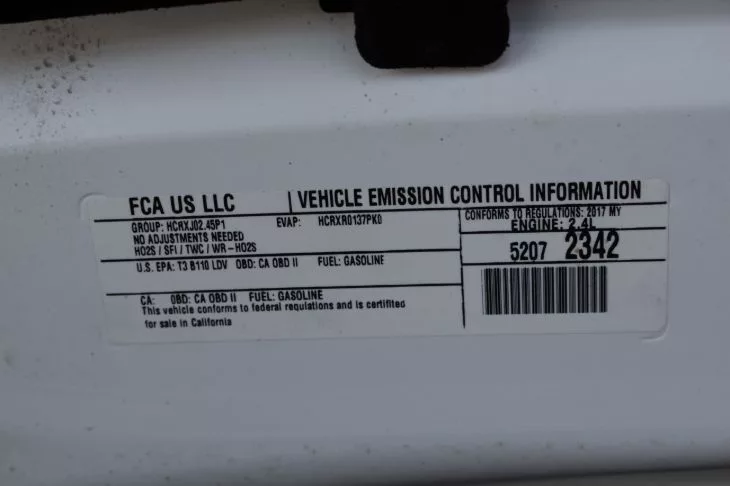 FCA US LLC | VEHICLE EMISSION CONTROL INFORMATION
GROUP: HCRXJ02.45P1 EVAP: HCRXR0137PK0
NO ADJUSTMENTS NEEDED
HO2S / SFI / TWC / WR-HO2S
CONFORMS TO REGULATIONS: 2017 MY
ENGINE: 2.4L
5207 2342
U.S. EPA: T3 B110 LDV OBD: CA OBD II FUEL: GASOLINE
CA: OBD: CA OBD II FUEL: GASOLINE
This vehicle conforms to federal regulations and is certified
for sale in California